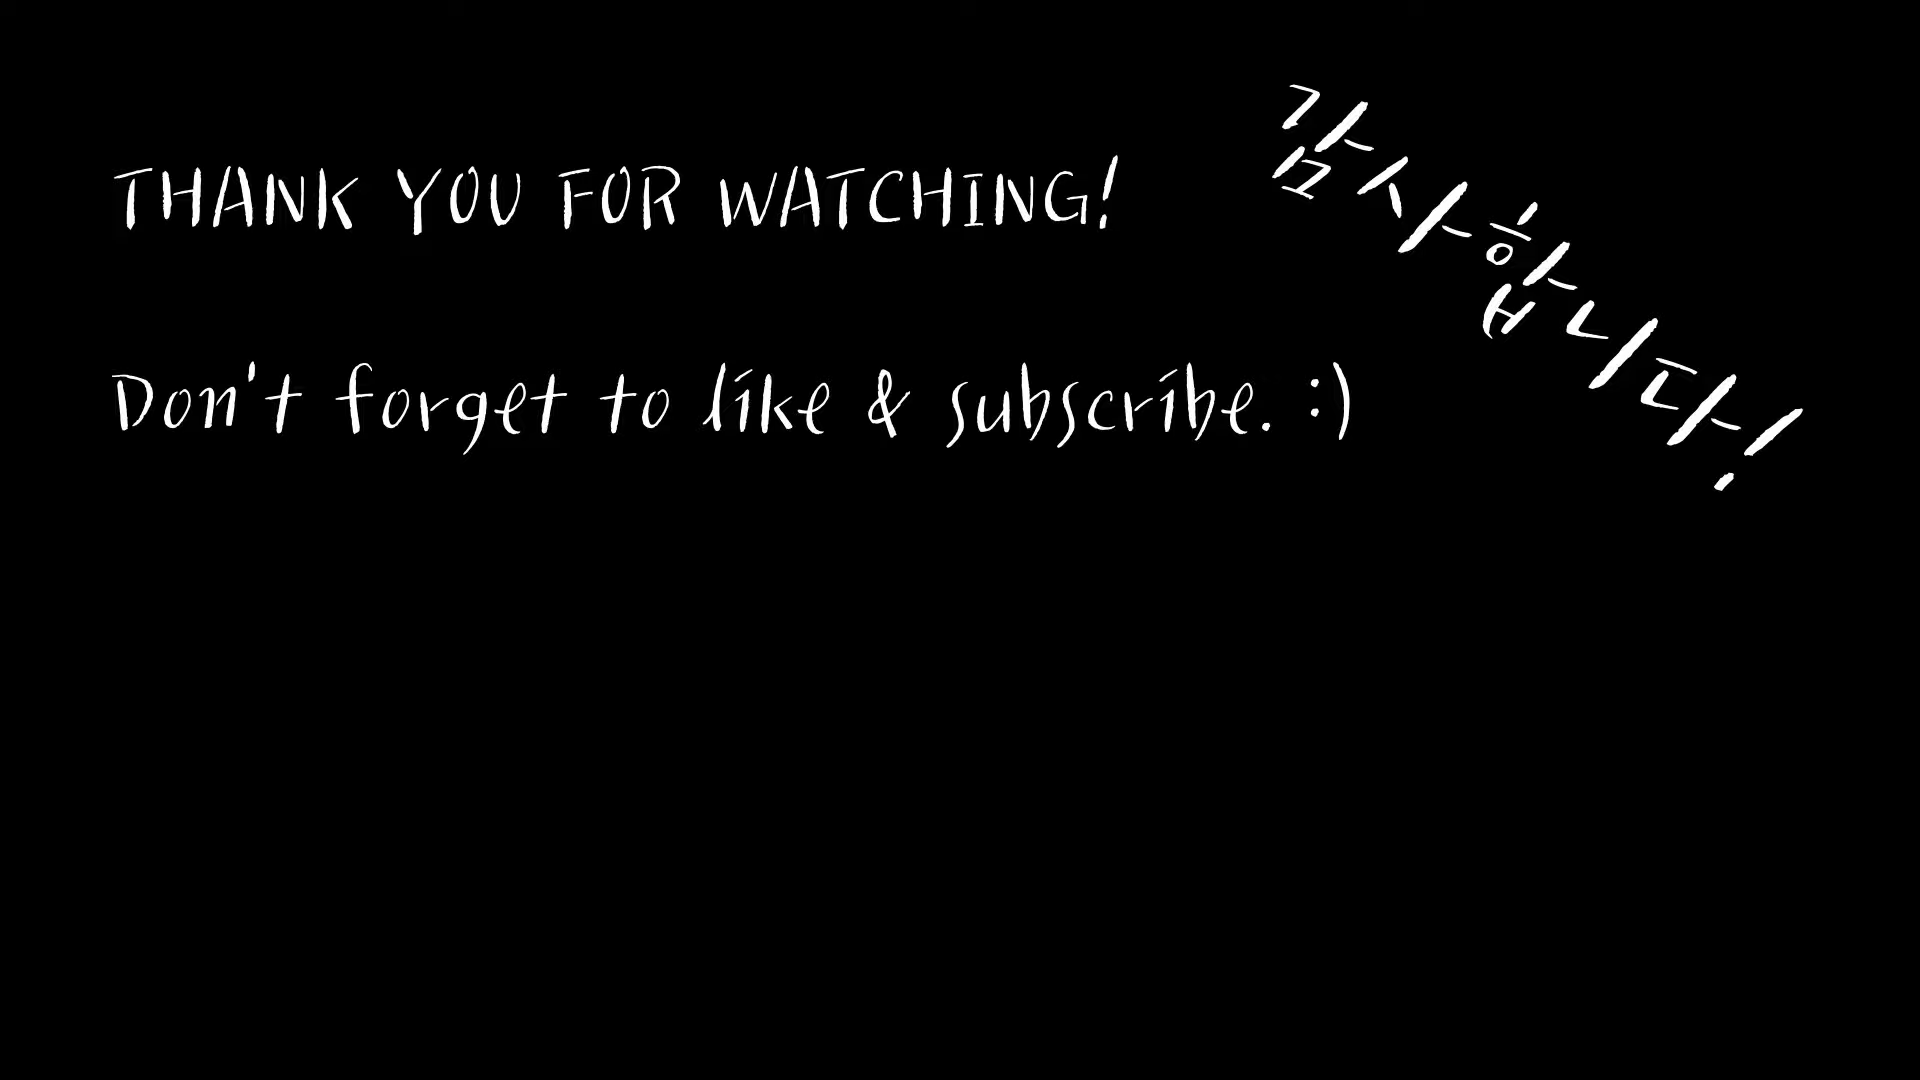 THANK YOU FOR WATCHING!
감사합니다!
Don't forget to like & subscribe. :)